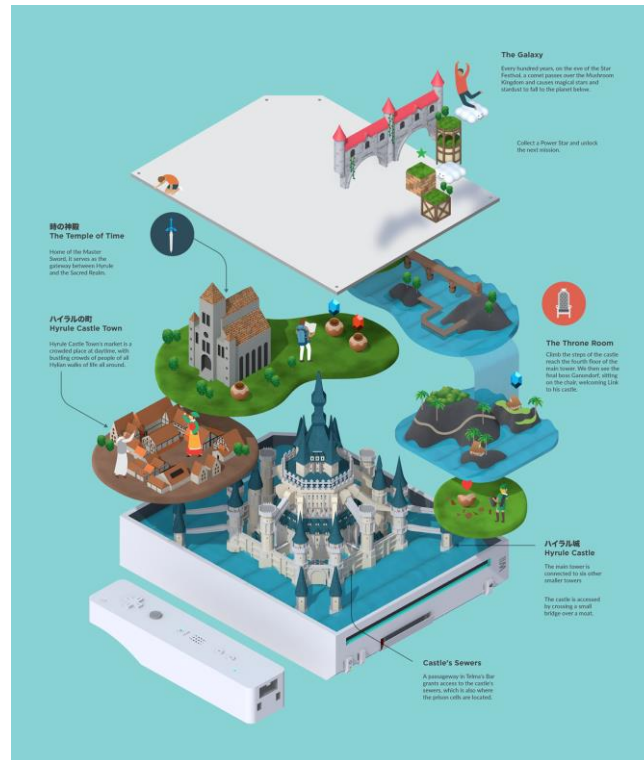 The Galaxy
Every hundred years, on the eve of the Star
Festival, a comet passes over the Mushroom
Kingdom and causes magical stars and
stardust to fall to the planet below.
Collect a Power Star and unlock
the next mission.
時の神殿
The Temple of Time
Home of the Master
Sword, it serves as the
gateway between Hyrule
and the Sacred Realm.
ハイラルの町
Hyrule Castle Town
Hyrule Castle Town's market is a
crowded place at daytime, with
bustling crowds of people of all
Hylian walks of life all around.
The Throne Room
Climb the steps of the castle
reach the fourth floor of the
main tower. We then see the
final boss Ganondorf, sitting
on the chair, welcoming Link
to his castle.
ハイラル城
Hyrule Castle
The main tower is
connected to six other
smaller towers
The castle is accessed
by crossing a small
bridge over a moat.
Castle's Sewers
A passageway in Telma's Bar
grants access to the castle's
sewers, which is also where
the prison cells are located.